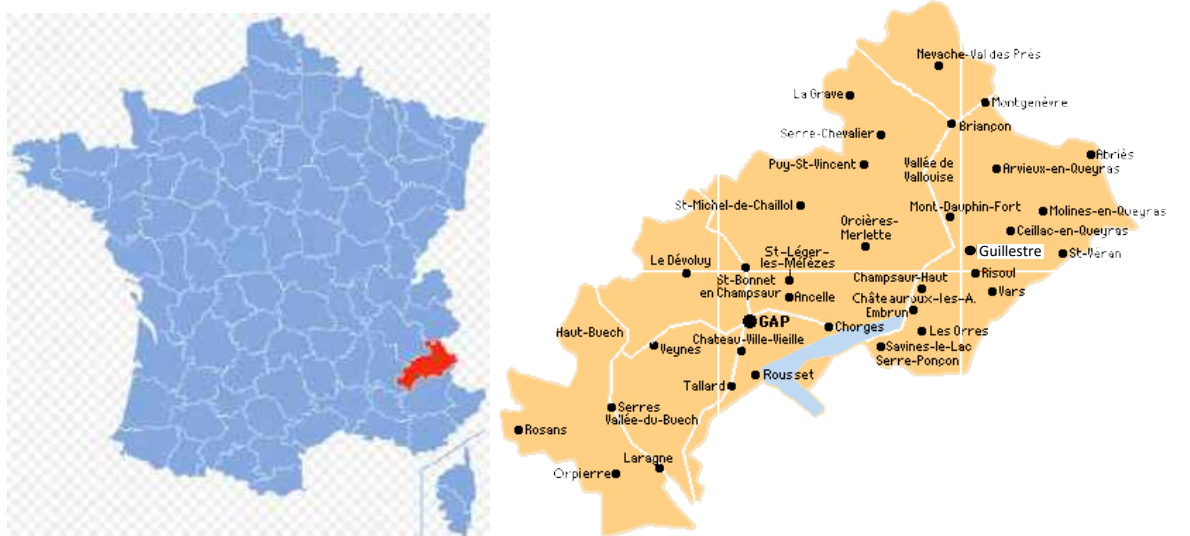 Nevache-Val des Prés
La Grave
Montgenèvre
Serre-Chevalier
Briançon
Abriès
Puy-St-Vincent
Vallée de
Vallouise
Arvieux-en-Queyras
St-Michel-de-Chaillol
Mont-Dauphin-Fort
Molines-en-Queyras
Orcières-
Merlette
Ceillac-en-Queyras
Guillestre
St-Véran
St-Léger-
les-Mélèzes
Le Dévoluy
Risoul
St-Bonnet
en Champsaur
Champsaur-Haut
Vars
Ancelle
Châteauroux-les-A.
Embrun
GAP
Chorges
Les Orres
Haut-Buech
Chateau-Ville-Vieille
Veynes
Savines-le-Lac
Serre-Ponçon
Rousset
Tallard
Serres
Vallée-du-Buech
Rosans
Laragne
Orpierre